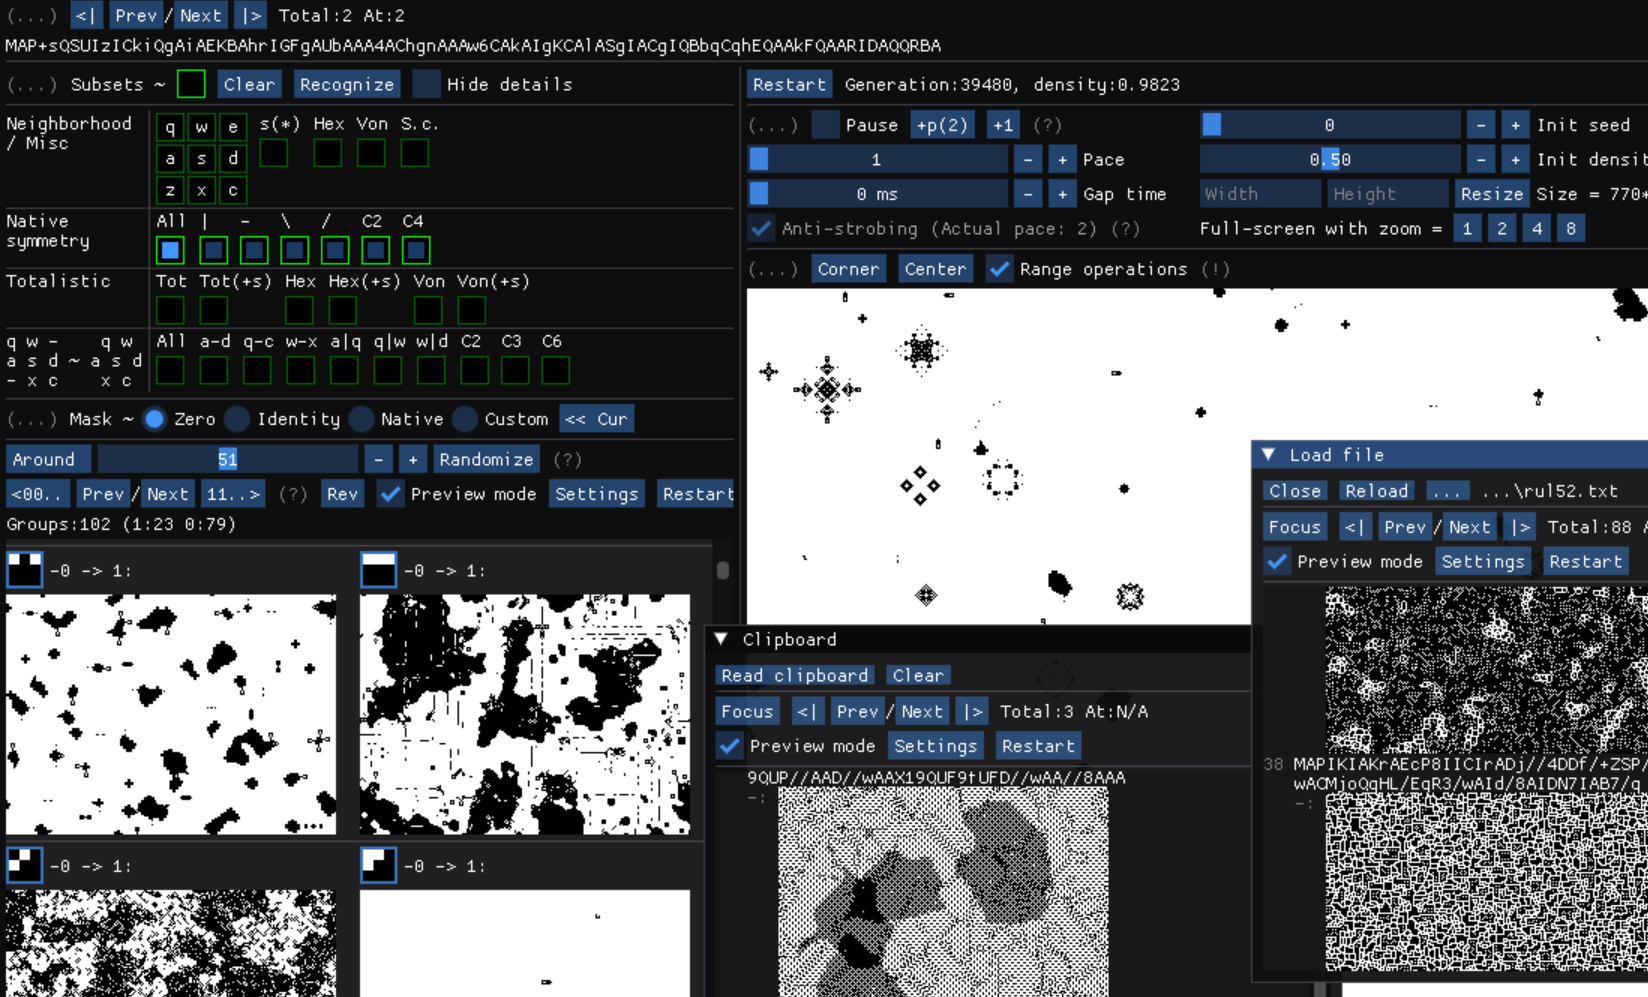 (...) <| Prev/Next |> Total:2 At:2
MAP+sQSUIzICkiQgAiAEKBAhrIGFgAUbAAA4AChgnAAAw6CAkAIgKCAlASgIACgIQBbqCqhEQAAkFQAARIDAQQRBA
(...) Subsets ~ Clear Recognize Hide details
Neighborhood / Misc
q w e s(*) Hex Von S.c.
a s d
z x c
Native symmetry
All | - \ / C2 C4
Totalistic Tot Tot(+s) Hex Hex(+s) Von Von(+s)
q w - q w All a-d q-c w-x a|q q|w w|d C2 C3 C6
a s d ~ a s d
- x c x c
(...) Mask ~ Zero Identity Native Custom << Cur
Around 51 - + Randomize (?)
<00.. Prev/Next 11..> (?) Rev Preview mode Settings Restart
Groups:102 (1:23 0:79)
-0 -> 1: -0 -> 1:
-0 -> 1: -0 -> 1:
Restart Generation:39480, density:0.9823
(...) Pause +p(2) +1 (?) 0 - + Init seed
1 - + Pace 0.50 - + Init densit
0 ms - + Gap time Width Height Resize Size = 770*
Anti-strobing (Actual pace: 2) (?) Full-screen with zoom = 1 2 4 8
(...) Corner Center Range operations (!)
Clipboard
Read clipboard Clear
Focus <| Prev/Next |> Total:3 At:N/A
Preview mode Settings Restart
9QUP//AAD//wAAX19QUF9fUFD//wAA//8AAA
-:
Load file
Close Reload ... ...\rul52.txt
Focus <| Prev/Next |> Total:88
Preview mode Settings Restart
38 MAPIKIAKrAEcP8IICIrADj//4DDf/+ZSP/
wACMjoQqHL/EqR3/wAId/8AIDN7IAB7/q
-: